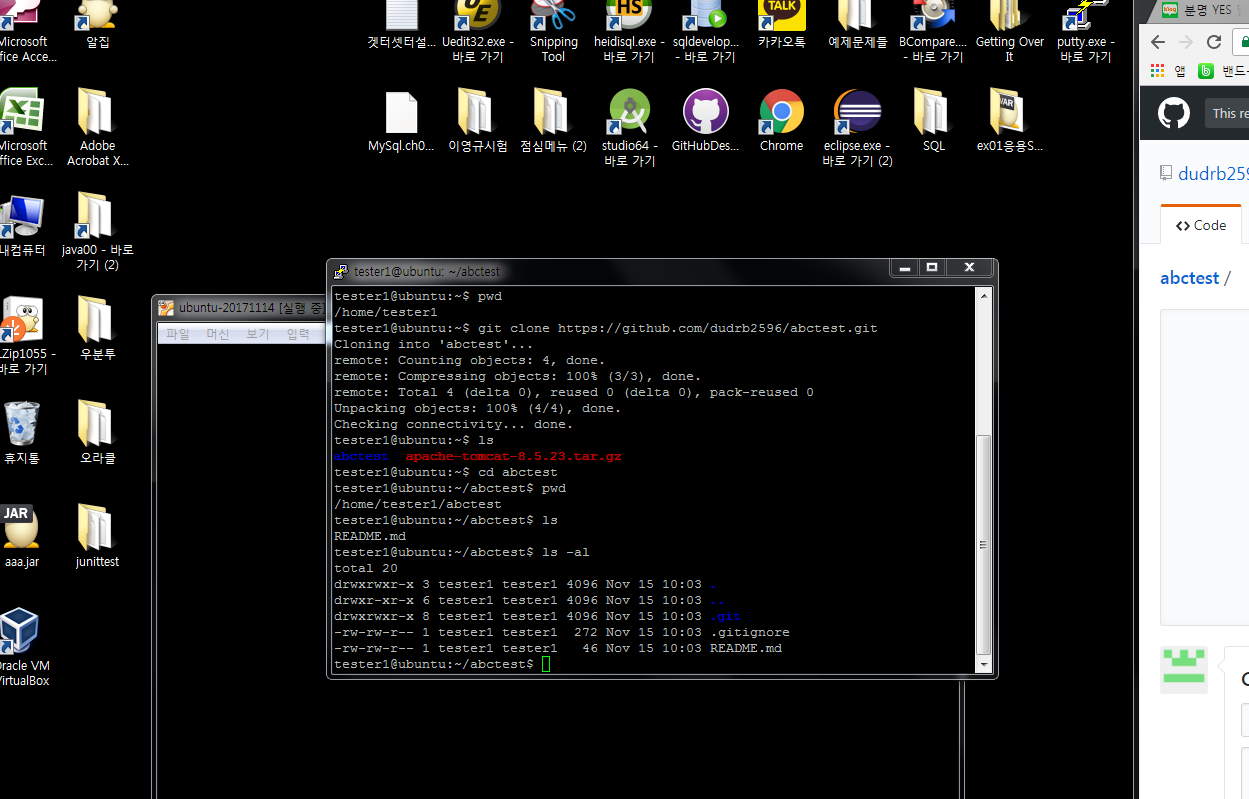 Microsoft
ffice Acce...
알집
겟터셋터설...
Uedit32.exe -
바로 가기
Snipping
Tool
HS
heidisql.exe -
바로 가기
sqldevelop...
- 바로 가기
TALK
카카오톡
예제문제들
BCompare....
- 바로 가기
Getting Over
It
putty.exe -
바로 가기
Microsoft
ffice Exc...
Adobe
Acrobat X...
MySql.ch0...
이영규시험
점심메뉴 (2)
studio64 -
바로 가기
GitHubDes...
Chrome
eclipse.exe -
바로 가기 (2)
SQL
VAR
ex01응용S...
내컴퓨터
java00 - 바로
가기 (2)
LZip1055 -
바로 가기
우분투
휴지통
오라클
JAR
aaa.jar
junittest
Oracle VM
VirtualBox
ubuntu-20171114 [실행 중]
파일 머신 보기 입력
tester1@ubuntu: ~/abctest
tester1@ubuntu:~$ pwd
/home/tester1
tester1@ubuntu:~$ git clone https://github.com/dudrb2596/abctest.git
Cloning into 'abctest'...
remote: Counting objects: 4, done.
remote: Compressing objects: 100% (3/3), done.
remote: Total 4 (delta 0), reused 0 (delta 0), pack-reused 0
Unpacking objects: 100% (4/4), done.
Checking connectivity... done.
tester1@ubuntu:~$ ls
abctest apache-tomcat-8.5.23.tar.gz
tester1@ubuntu:~$ cd abctest
tester1@ubuntu:~/abctest$ pwd
/home/tester1/abctest
tester1@ubuntu:~/abctest$ ls
README.md
tester1@ubuntu:~/abctest$ ls -al
total 20
drwxrwxr-x 3 tester1 tester1 4096 Nov 15 10:03 .
drwxr-xr-x 6 tester1 tester1 4096 Nov 15 10:03 ..
drwxrwxr-x 8 tester1 tester1 4096 Nov 15 10:03 .git
-rw-rw-r-- 1 tester1 tester1 272 Nov 15 10:03 .gitignore
-rw-rw-r-- 1 tester1 tester1 46 Nov 15 10:03 README.md
tester1@ubuntu:~/abctest$
blog 분명 YES
앱 밴드-
This re
dudrb259
<> Code
abctest /